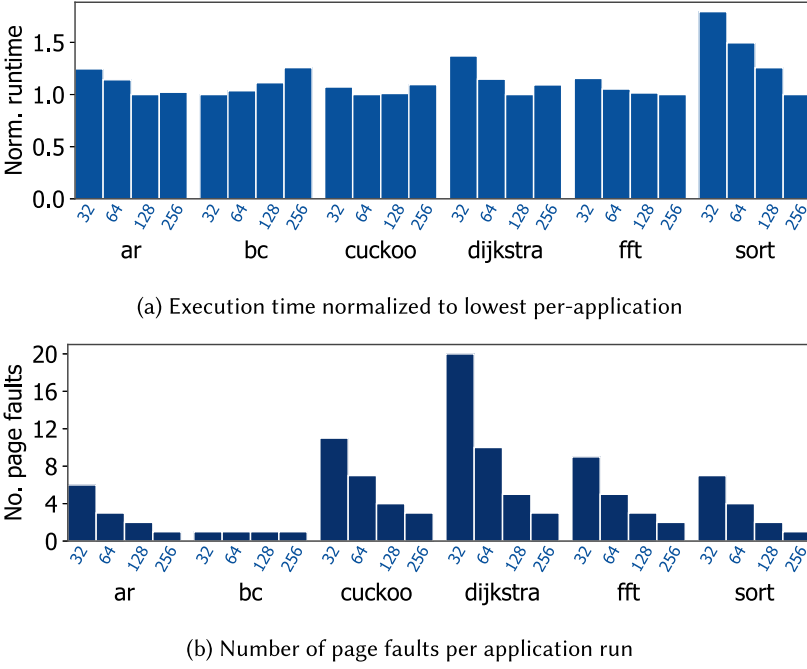 Norm. runtime
1.5
1.0
0.5
0.0
32 64 128 256 32 64 128 256 32 64 128 256 32 64 128 256 32 64 128 256 32 64 128 256
ar bc cuckoo dijkstra fft sort
(a) Execution time normalized to lowest per-application
No. page faults
20
16
12
8
4
0
32 64 128 256 32 64 128 256 32 64 128 256 32 64 128 256 32 64 128 256 32 64 128 256
ar bc cuckoo dijkstra fft sort
(b) Number of page faults per application run